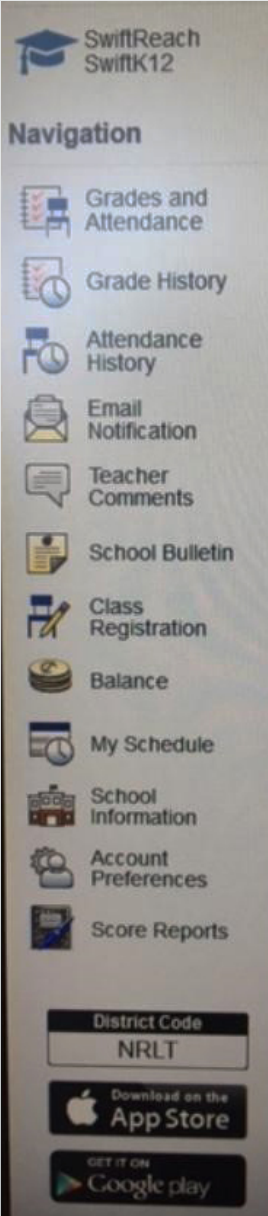 SwiftReach
SwiftK12
Navigation
Grades and
Attendance
Grade History
Attendance
History
Email
Notification
Teacher
Comments
School Bulletin
Class
Registration
Balance
My Schedule
School
Information
Account
Preferences
Score Reports
District Code
NRLT
Download on the
App Store
GET IT ON
Google play